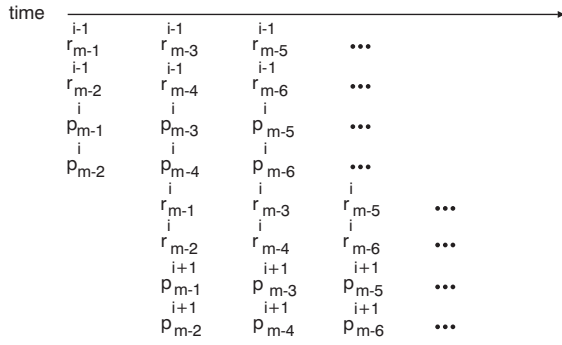 time
i-1 i-1 i-1
r m-1 r m-3 r m-5 •••
i-1 i-1 i-1
r m-2 r m-4 r m-6 •••
i i i
p m-1 p m-3 p m-5 •••
i i i
p m-2 p m-4 p m-6 •••
i i i
r m-1 r m-3 r m-5 •••
i i i
r m-2 r m-4 r m-6 •••
i+1 i+1 i+1
p m-1 p m-3 p m-5 •••
i+1 i+1 i+1
p m-2 p m-4 p m-6 •••